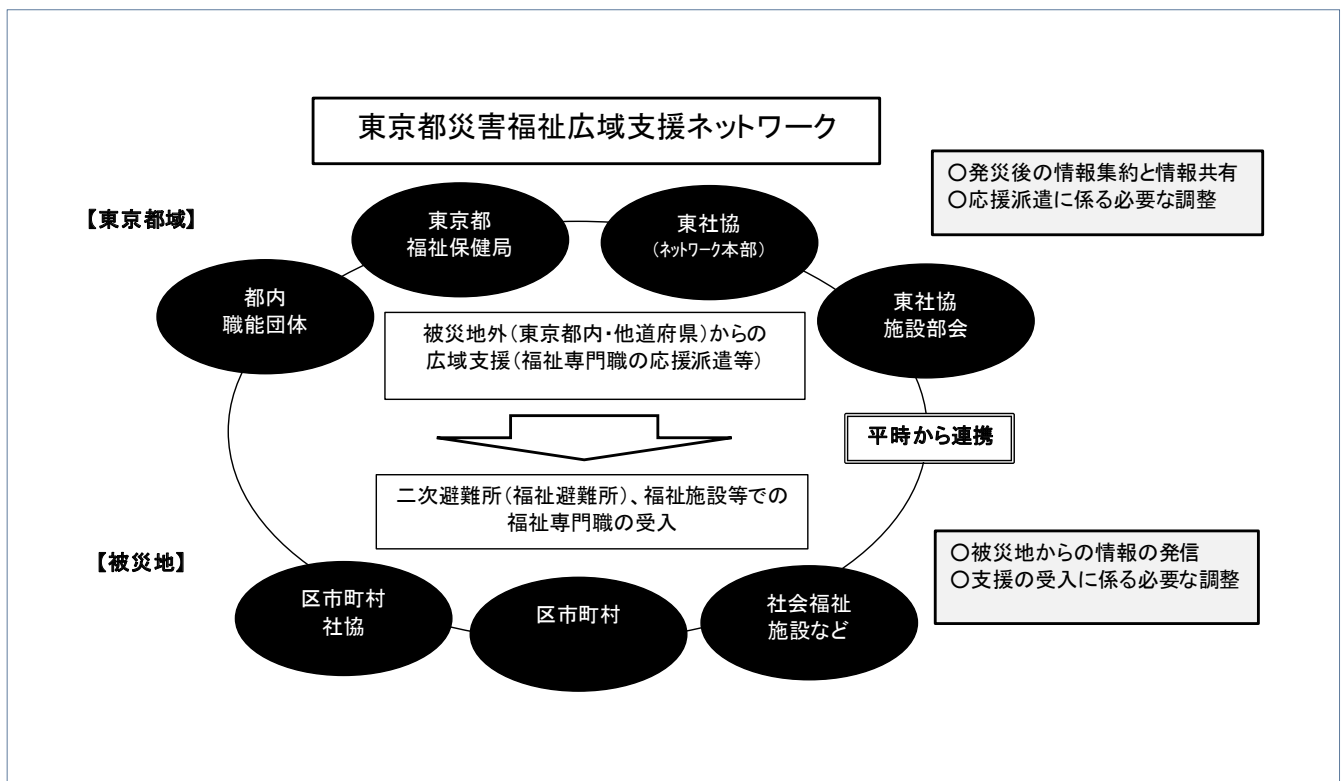 東京都災害福祉広域支援ネットワーク
○発災後の情報集約と情報共有
○応援派遣に係る必要な調整
【東京都域】
東京都
福祉保健局
東社協
（ネットワーク本部）
都内
職能団体
東社協
施設部会
被災地外（東京都内・他道府県）からの
広域支援（福祉専門職の応援派遣等）
平時から連携
二次避難所（福祉避難所）、福祉施設等での
福祉専門職の受入
【被災地】
○被災地からの情報の発信
○支援の受入に係る必要な調整
区市町村
社協
区市町村
社会福祉
施設など